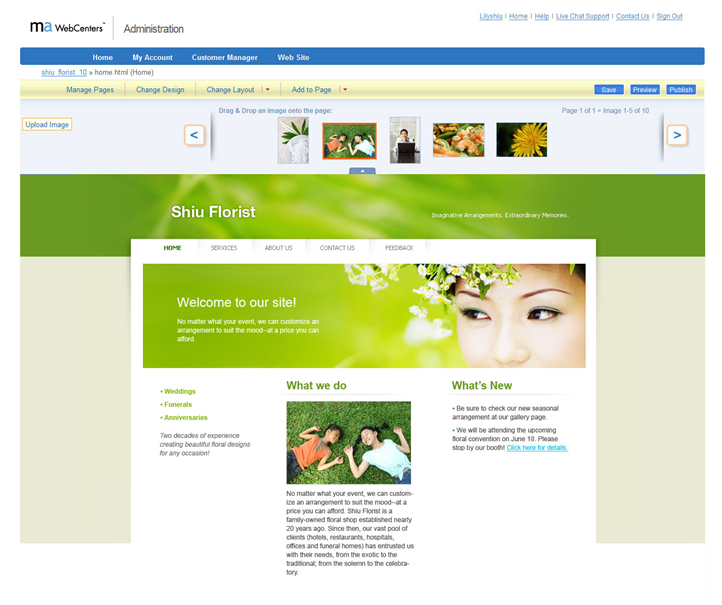 Lilyshiu | Home | Help | Live Chat Support | Contact Us | Sign Out
ma WebCenters™ Administration
Home My Account Customer Manager Web Site
shiu_florist_10 » home.html (Home)
Manage Pages Change Design Change Layout Add to Page Save Preview Publish
Drag & Drop an image onto the page: Page 1 of 1 > Image 1-5 of 10
Upload Image
< >
Shiu Florist
Imaginative Arrangements. Extraordinary Memories.
HOME SERVICES ABOUT US CONTACT US FEEDBACK
Welcome to our site!
No matter what your event, we can customize an
arrangement to suit the mood--at a price you can
afford.
• Weddings
• Funerals
• Anniversaries
Two decades of experience
creating beautiful floral designs
for any occasion!
What we do
No matter what your event, we can custom-
ize an arrangement to suit the mood--at a
price you can afford. Shiu Florist is a
family-owned floral shop established nearly
20 years ago. Since then, our vast pool of
clients (hotels, restaurants, hospitals,
offices and funeral homes) has entrusted us
with their needs, from the exotic to the
traditional; from the solemn to the celebra-
tory.
What's New
• Be sure to check our new seasonal
arrangement at our gallery page.
• We will be attending the upcoming
floral convention on June 18. Please
stop by our booth! Click here for details.